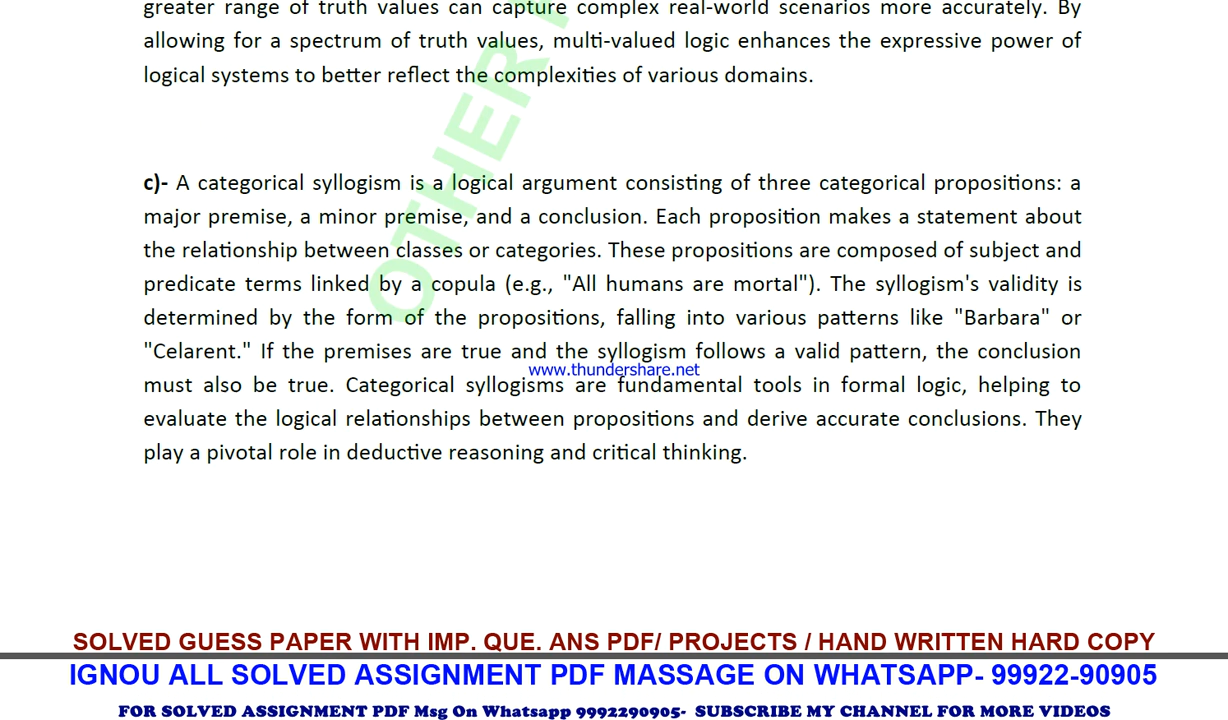 greater range of truth values can capture complex real-world scenarios more accurately. By
allowing for a spectrum of truth values, multi-valued logic enhances the expressive power of
logical systems to better reflect the complexities of various domains.
c)- A categorical syllogism is a logical argument consisting of three categorical propositions: a
major premise, a minor premise, and a conclusion. Each proposition makes a statement about
the relationship between classes or categories. These propositions are composed of subject and
predicate terms linked by a copula (e.g., "All humans are mortal"). The syllogism's validity is
determined by the form of the propositions, falling into various patterns like "Barbara" or
"Celarent." If the premises are true and the syllogism follows a valid pattern, the conclusion
www.thundershare.net
must also be true. Categorical syllogisms are fundamental tools in formal logic, helping to
evaluate the logical relationships between propositions and derive accurate conclusions. They
play a pivotal role in deductive reasoning and critical thinking.
OTHER
SOLVED GUESS PAPER WITH IMP. QUE. ANS PDF/ PROJECTS / HAND WRITTEN HARD COPY
IGNOU ALL SOLVED ASSIGNMENT PDF MASSAGE ON WHATSAPP- 99922-90905
FOR SOLVED ASSIGNMENT PDF Msg On Whatsapp 9992290905- SUBSCRIBE MY CHANNEL FOR MORE VIDEOS